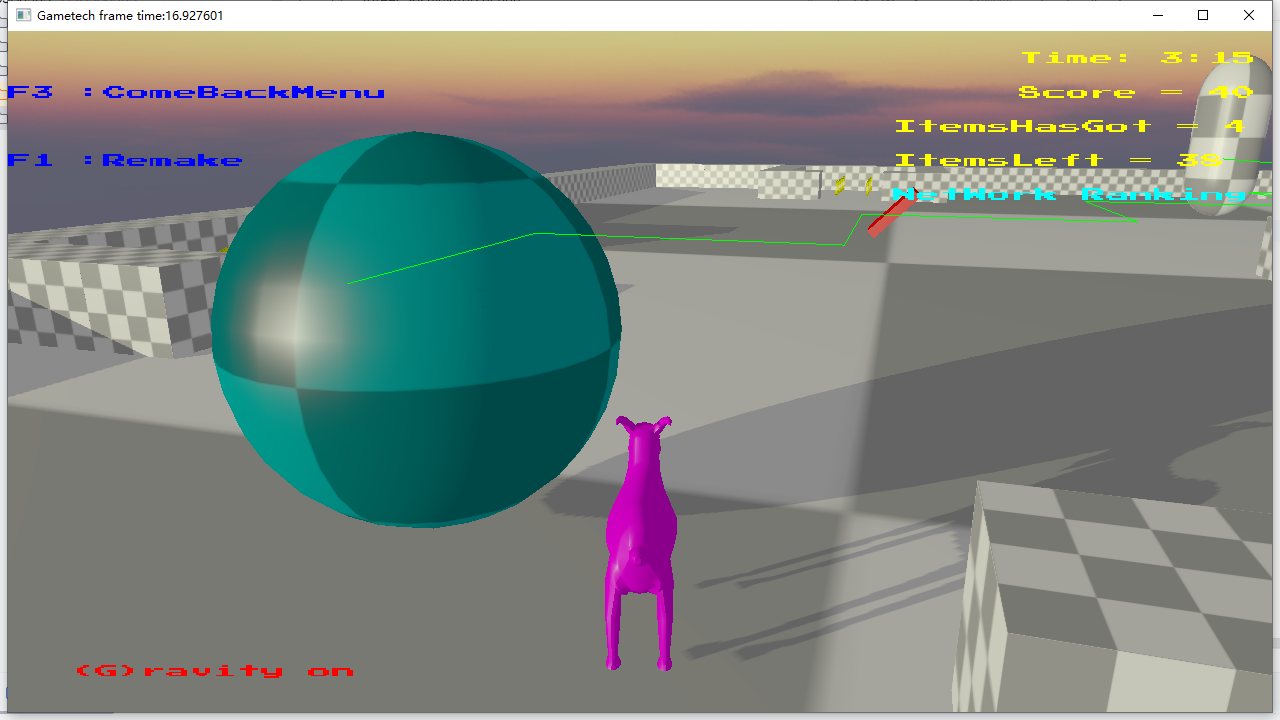 Gametech frame time:16.927601
Time: 3:15
F3 :ComeBackMenu
Score = 40
ItemsHasGot = 4
F1 :Remake
ItemsLeft = 39
NetWork Ranking
(G)ravity on